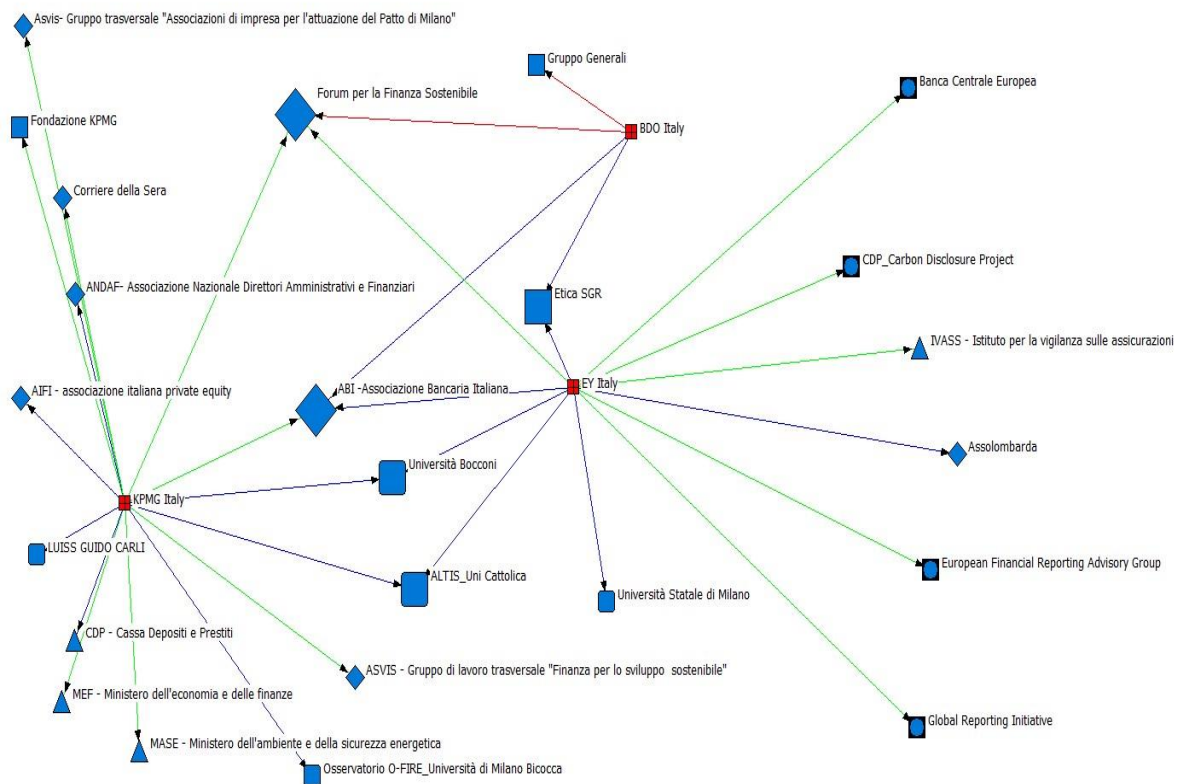 Asvis- Gruppo trasversale "Associazioni di impresa per l'attuazione del Patto di Milano"
Gruppo Generali
Banca Centrale Europea
Forum per la Finanza Sostenibile
Fondazione KPMG
BDO Italy
Corriere della Sera
CDP_Carbon Disclosure Project
ANDAF- Associazione Nazionale Direttori Amministrativi e Finanziari
Etica SGR
IVASS - Istituto per la vigilanza sulle assicurazioni
EY Italy
ABI -Associazione Bancaria Italiana
AIFI - associazione italiana private equity
Assolombarda
Università Bocconi
KPMG Italy
LUISS GUIDO CARLI
European Financial Reporting Advisory Group
ALTIS_Uni Cattolica
Università Statale di Milano
CDP - Cassa Depositi e Prestiti
ASVIS - Gruppo di lavoro trasversale "Finanza per lo sviluppo sostenibile"
MEF - Ministero dell'economia e delle finanze
Global Reporting Initiative
MASE - Ministero dell'ambiente e della sicurezza energetica
Osservatorio O-FIRE_Università di Milano Bicocca